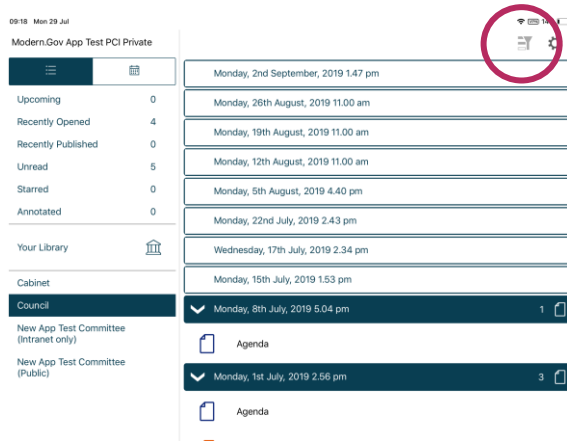 09:18 Mon 29 Jul
Modern.Gov App Test PCI Private
Upcoming 0
Recently Opened 4
Recently Published 0
Unread 5
Starred 0
Annotated 0
Your Library
Cabinet
Council
New App Test Committee
(Intranet only)
New App Test Committee
(Public)
Monday, 2nd September, 2019 1.47 pm
Monday, 26th August, 2019 11.00 am
Monday, 19th August, 2019 11.00 am
Monday, 12th August, 2019 11.00 am
Monday, 5th August, 2019 4.40 pm
Monday, 22nd July, 2019 2.43 pm
Wednesday, 17th July, 2019 2.34 pm
Monday, 15th July, 2019 1.53 pm
Monday, 8th July, 2019 5.04 pm 1
Agenda
Monday, 1st July, 2019 2.56 pm 3
Agenda